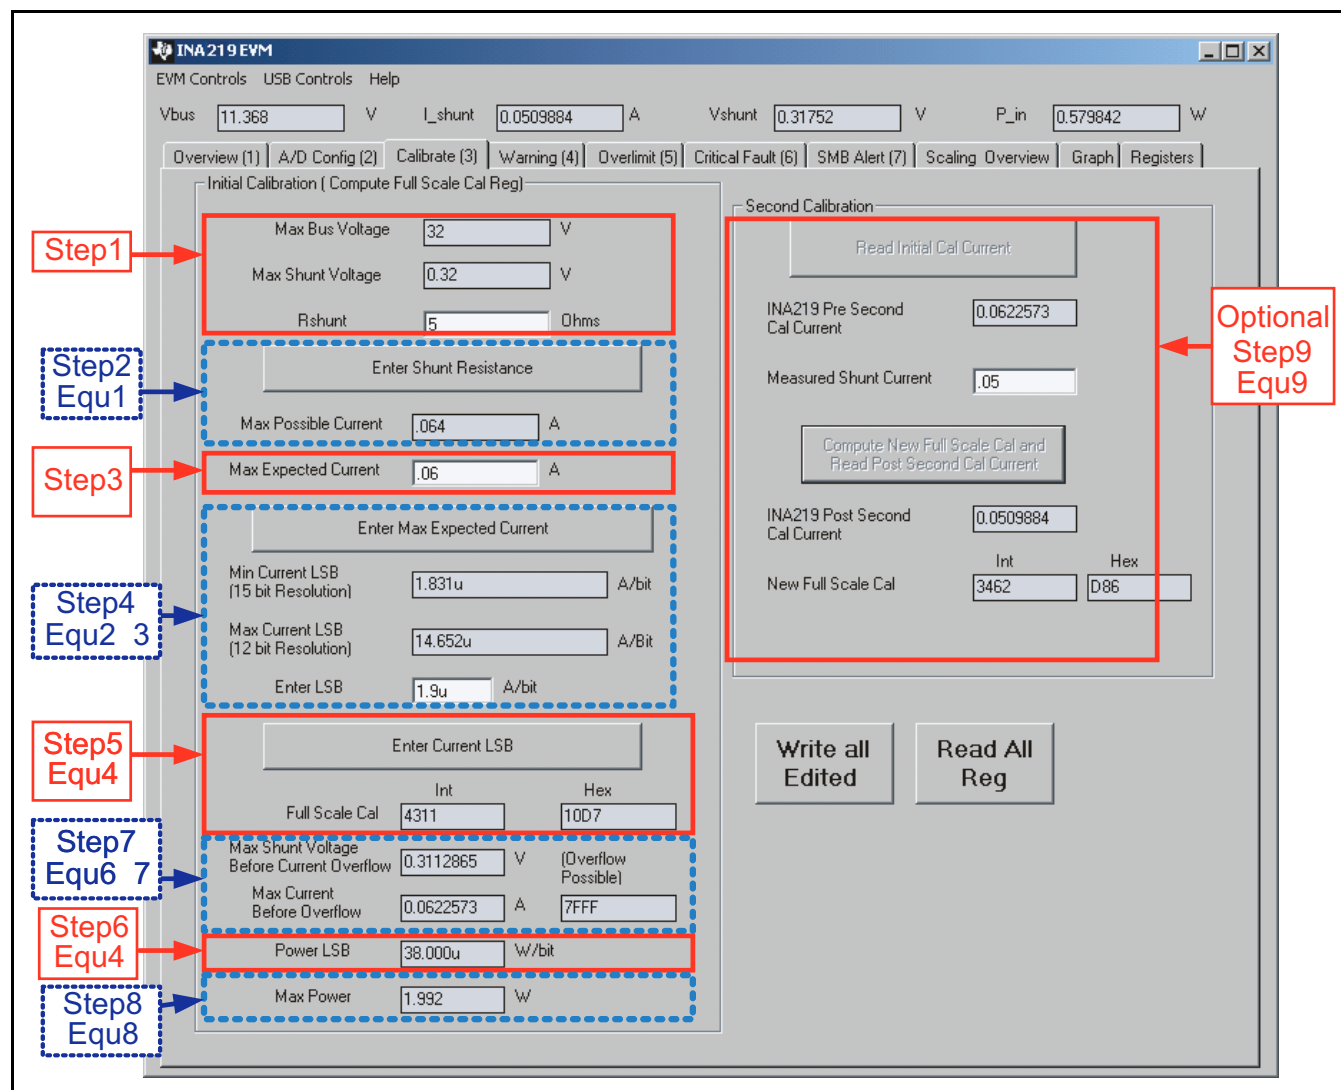 INA219 EVM
EVM Controls USB Controls Help
Vbus 11.368 V I_shunt 0.0509884 A Vshunt 0.31752 V P_in 0.579842 W
Overview (1) A/D Config (2) Calibrate (3) Warning (4) Overlimit (5) Critical Fault (6) SMB Alert (7) Scaling Overview Graph Registers
Initial Calibration ( Compute Full Scale Cal Reg)
Step1
Max Bus Voltage 32 V
Max Shunt Voltage 0.32 V
Rshunt 5 Ohms
Step2
Equ1
Enter Shunt Resistance
Max Possible Current .064 A
Step3
Max Expected Current .06 A
Enter Max Expected Current
Step4
Equ2 3
Min Current LSB
(15 bit Resolution) 1.831u A/bit
Max Current LSB
(12 bit Resolution) 14.652u A/Bit
Enter LSB 1.9u A/bit
Step5
Equ4
Enter Current LSB
Int Hex
Full Scale Cal 4311 10D7
Step7
Equ6 7
Max Shunt Voltage
Before Current Overflow 0.3112865 V (Overflow
Possible)
Max Current
Before Overflow 0.0622573 A 7FFF
Step6
Equ4
Power LSB 38.000u W/bit
Step8
Equ8
Max Power 1.992 W
Second Calibration
Read Initial Cal Current
INA219 Pre Second
Cal Current 0.0622573
Optional
Step9
Equ9
Measured Shunt Current .05
Compute New Full Scale Cal and
Read Post Second Cal Current
INA219 Post Second
Cal Current 0.0509884
Int Hex
New Full Scale Cal 3462 D86
Write all
Edited
Read All
Reg